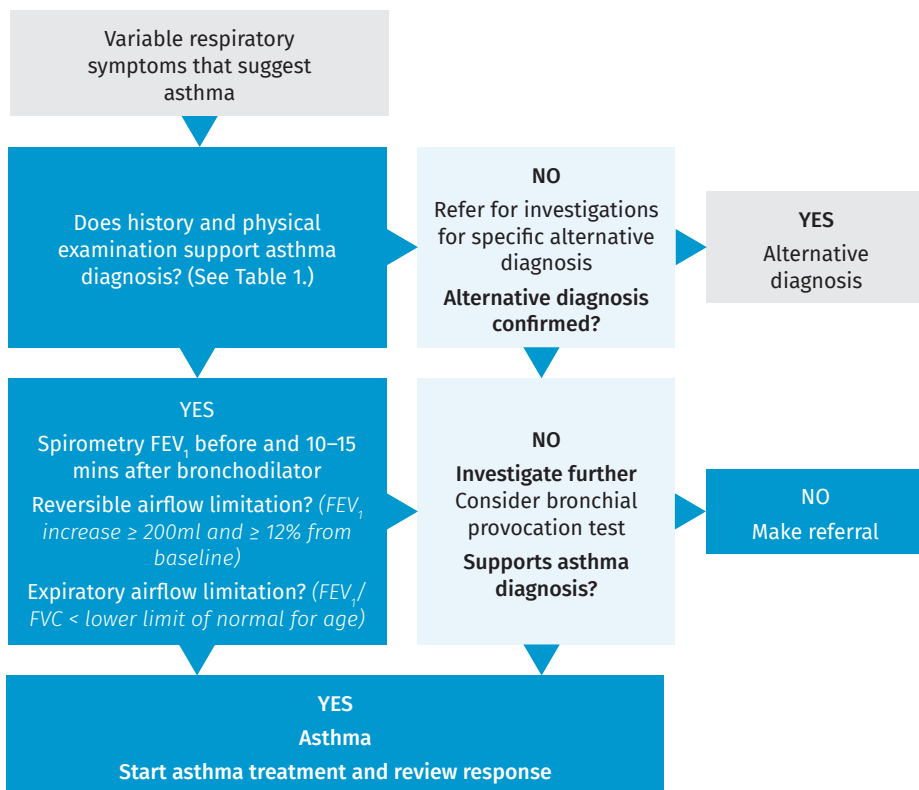 Variable respiratory
symptoms that suggest
asthma
Does history and physical
examination support asthma
diagnosis? (See Table 1.)
NO
Refer for investigations
for specific alternative
diagnosis
Alternative diagnosis
confirmed?
YES
Alternative
diagnosis
YES
Spirometry FEV₁ before and 10–15
mins after bronchodilator
Reversible airflow limitation? (FEV₁
increase ≥ 200ml and ≥ 12% from
baseline)
Expiratory airflow limitation? (FEV₁/
FVC < lower limit of normal for age)
NO
Investigate further
Consider bronchial
provocation test
Supports asthma
diagnosis?
NO
Make referral
YES
Asthma
Start asthma treatment and review response